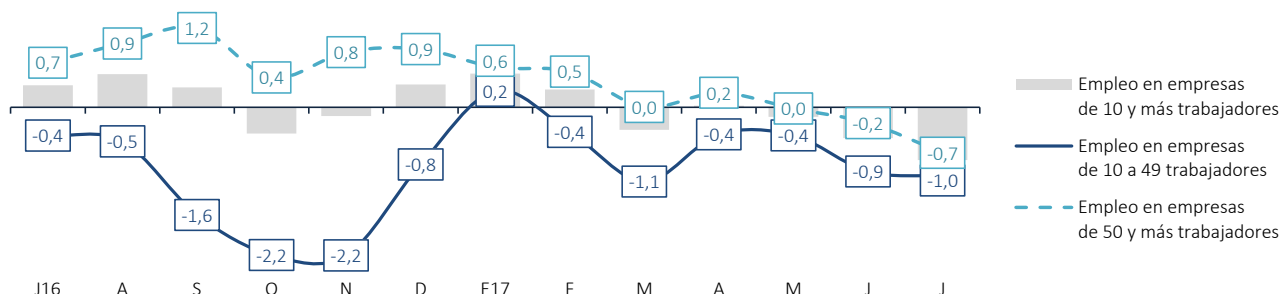 0,7 0,9 1,2 0,4 0,8 0,9 0,6 0,5 0,0 0,2 0,0 -0,2 -0,7
-0,4 -0,5 -1,6 -2,2 -2,2 -0,8 0,2 -0,4 -1,1 -0,4 -0,4 -0,9 -1,0
J16 A S O N D E17 F M A M J J
Empleo en empresas
de 10 y más trabajadores
Empleo en empresas
de 10 a 49 trabajadores
Empleo en empresas
de 50 y más trabajadores